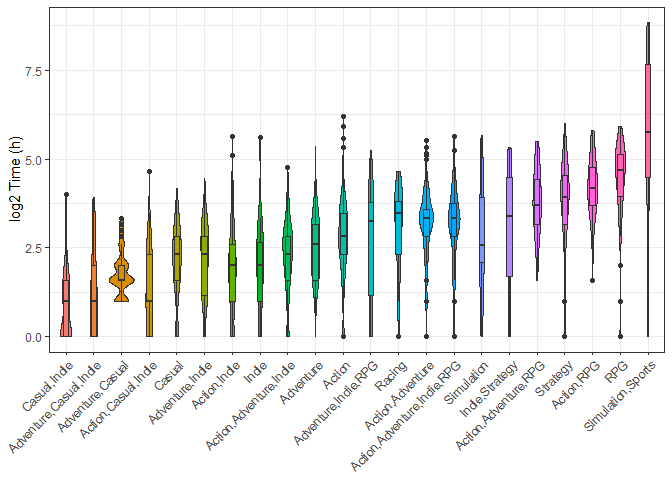 7.5
5.0
2.5
0.0
log2 Time (h)
Casual,Indie
Adventure,Casual,Indie
Adventure,Casual
Action,Casual,Indie
Casual
Adventure,Indie
Action,Indie
Indie
Action,Adventure,Indie
Adventure
Action
Adventure,Indie,RPG
Racing
Action,Adventure
Action,Adventure,Indie,RPG
Simulation
Indie,Strategy
Action,Adventure,RPG
Strategy
Action,RPG
RPG
Simulation,Sports